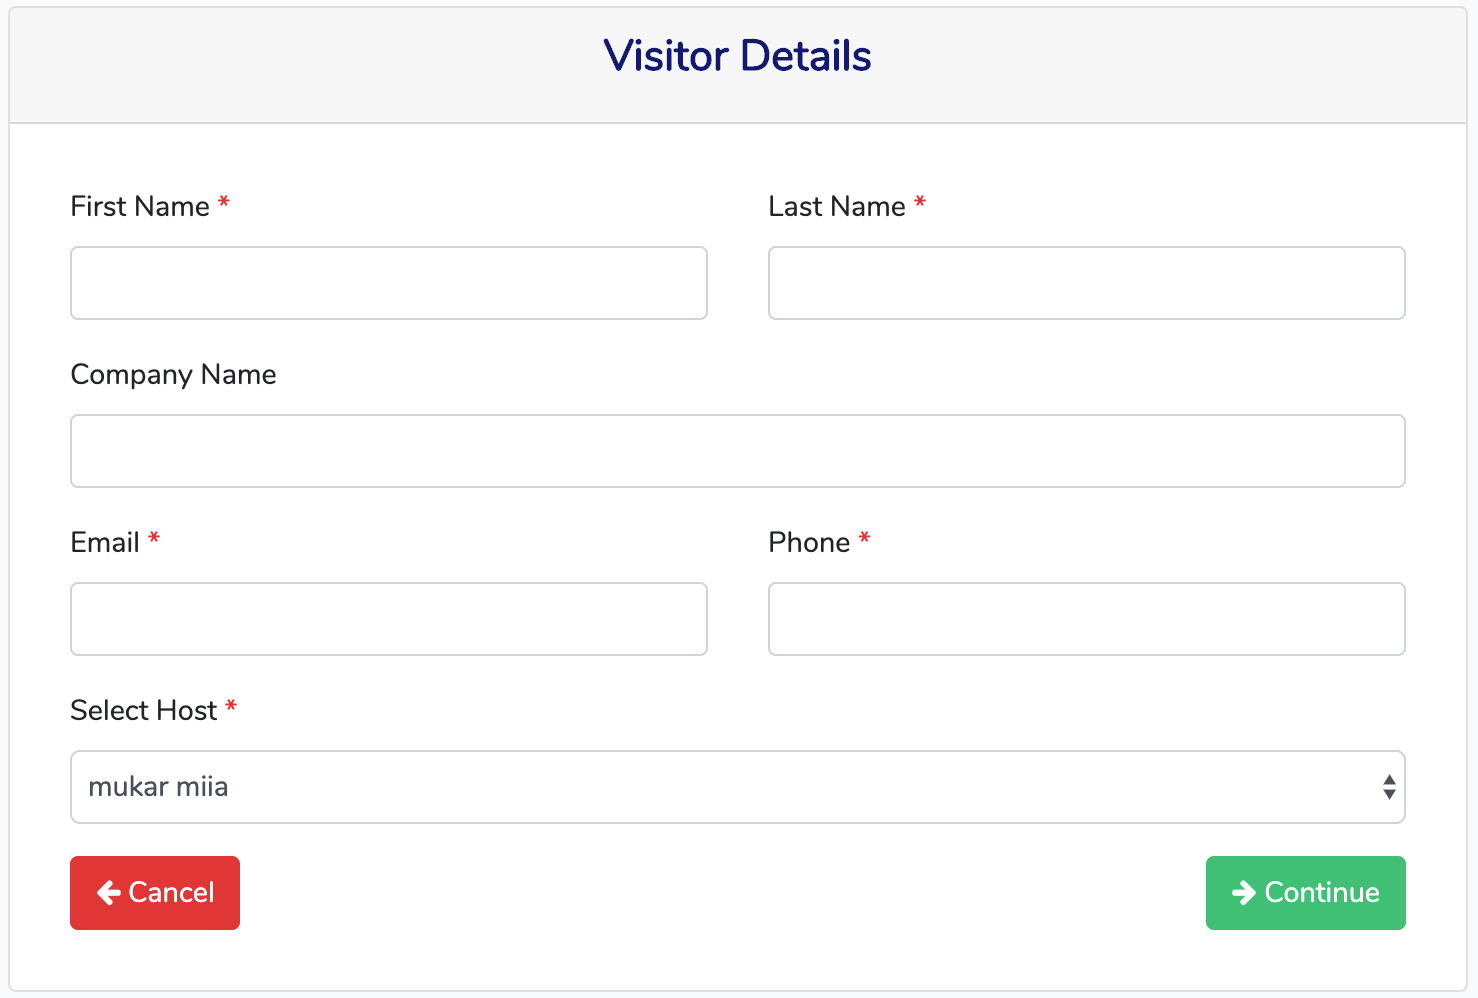 Visitor Details
First Name *
Last Name *
Company Name
Email *
Phone *
Select Host *
mukar miia
Cancel
Continue